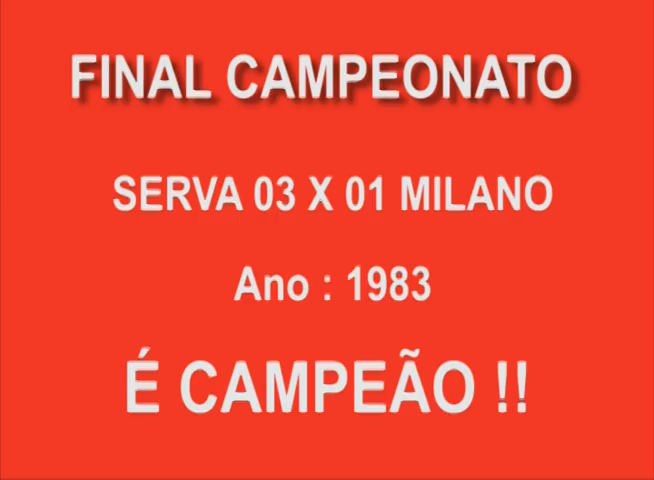 FINAL CAMPEONATO
SERVA 03 X 01 MILANO
Ano : 1983
É CAMPEÃO !!